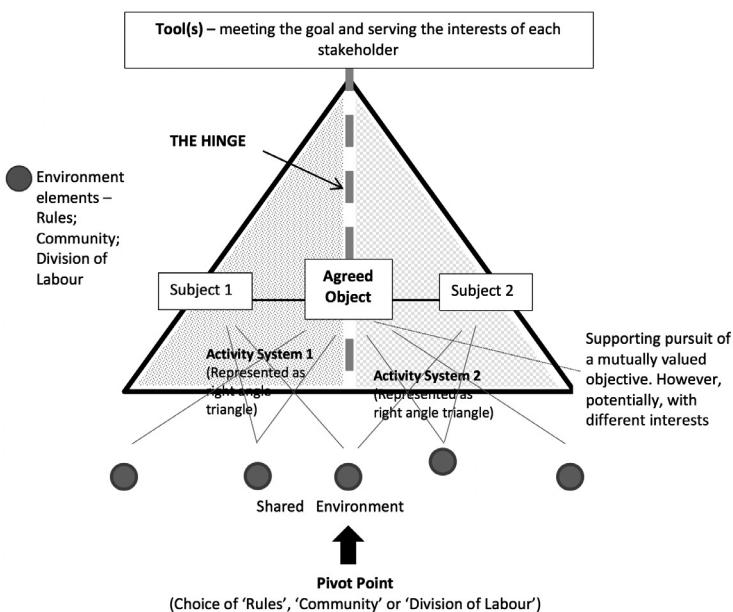 Tool(s) – meeting the goal and serving the interests of each
stakeholder
THE HINGE
Environment
elements –
Rules;
Community;
Division of
Labour
Subject 1
Agreed
Object
Subject 2
Activity System 1
(Represented as
right angle
triangle)
Activity System 2
(Represented as
right angle triangle)
Supporting pursuit of
a mutually valued
objective. However,
potentially, with
different interests
Shared Environment
Pivot Point
(Choice of ‘Rules’, ‘Community’ or ‘Division of Labour’)